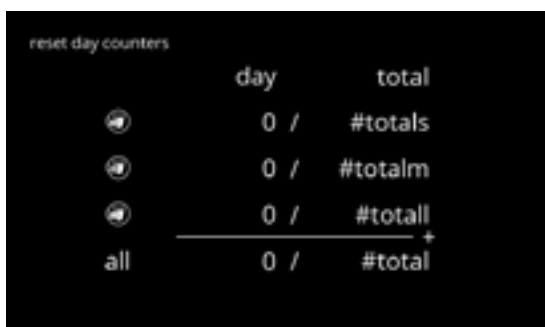 reset day counters
day total
0 / #totals
0 / #totalm
0 / #totall
+
all 0 / #total